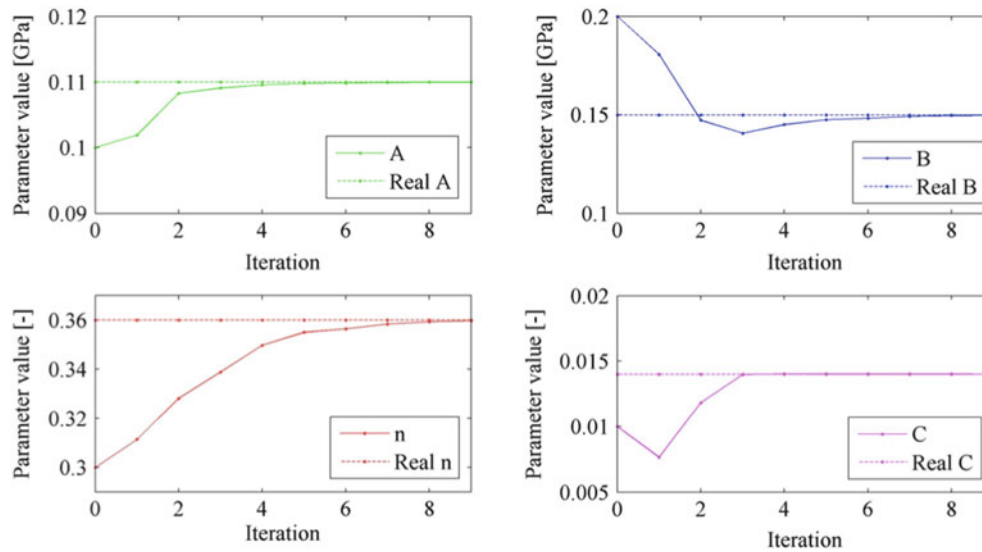 Parameter value [GPa]
0.12
0.11
0.1
0.09
A
Real A
0 2 4 6 8
Iteration
Parameter value [GPa]
0.2
0.15
0.1
B
Real B
0 2 4 6 8
Iteration
Parameter value [-]
0.36
0.34
0.32
0.3
n
Real n
0 2 4 6 8
Iteration
Parameter value [-]
0.02
0.015
0.01
0.005
C
Real C
0 2 4 6 8
Iteration